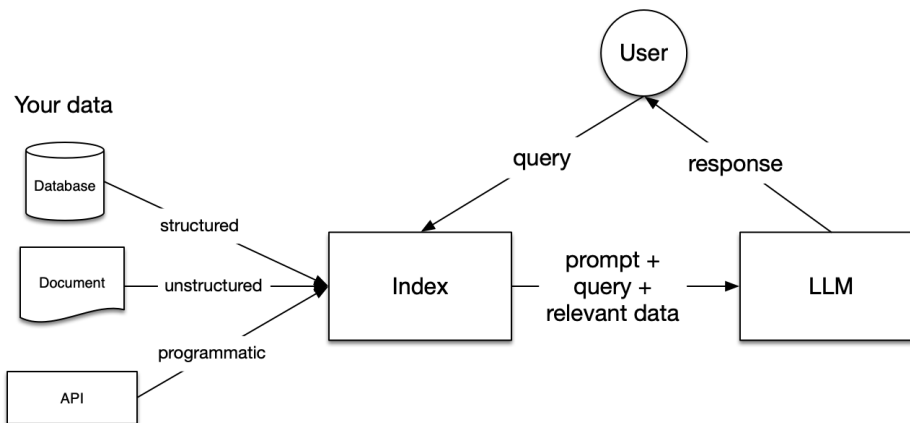 User
Your data
Database
query
response
structured
Document
unstructured
Index
prompt +
query +
relevant data
LLM
programmatic
API